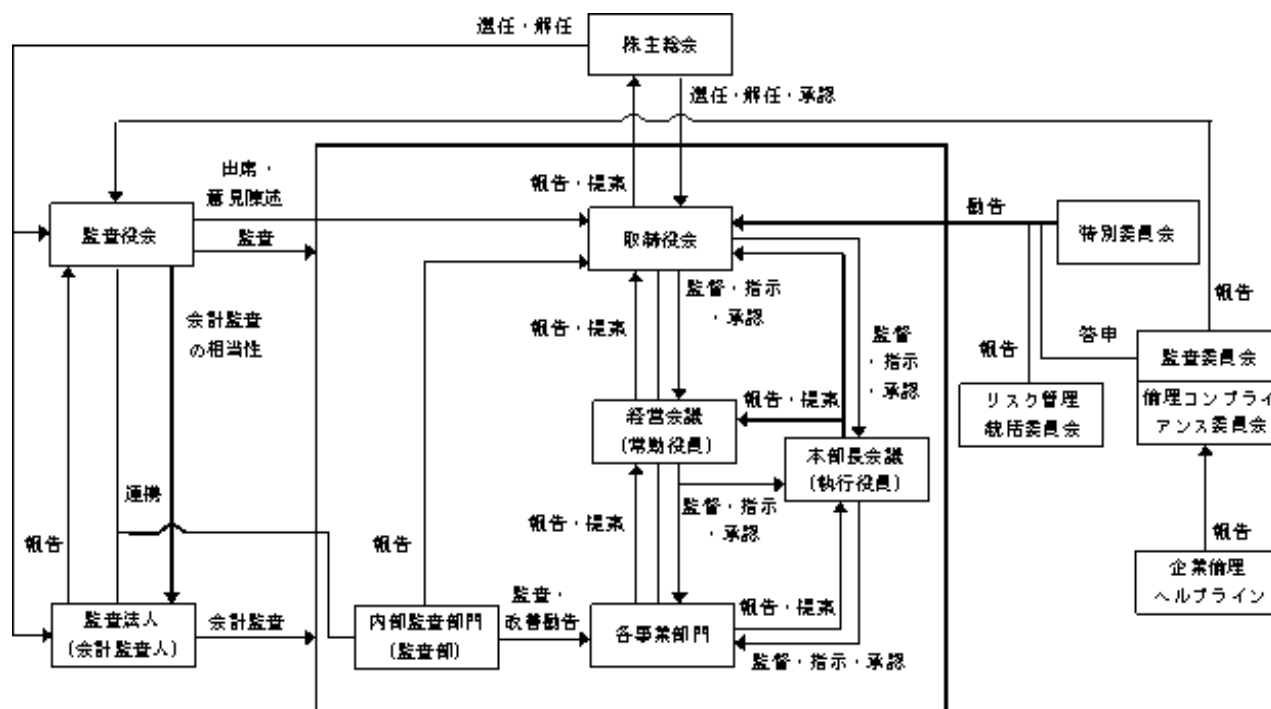 選任・解任
株主総会
選任・解任・承認
出席・
意見陳述
報告・提案
監査役会
監査
取締役会
勧告
特別委員会
監督・指示
・承認
報告
会計監査
の相当性
報告・提案
監督
・指示
・承認
報告
答申
監査委員会
倫理コンプライ
アンス委員会
リスク管理
統括委員会
経営会議
(常勤役員)
報告・提案
本部長会議
(執行役員)
連携
監督・指示
・承認
報告・提案
報告
報告
報告
企業倫理
ヘルプライン
監査法人
(会計監査人)
会計監査
内部監査部門
(監査部)
監査・
改善勧告
各事業部門
報告・提案
監督・指示・承認